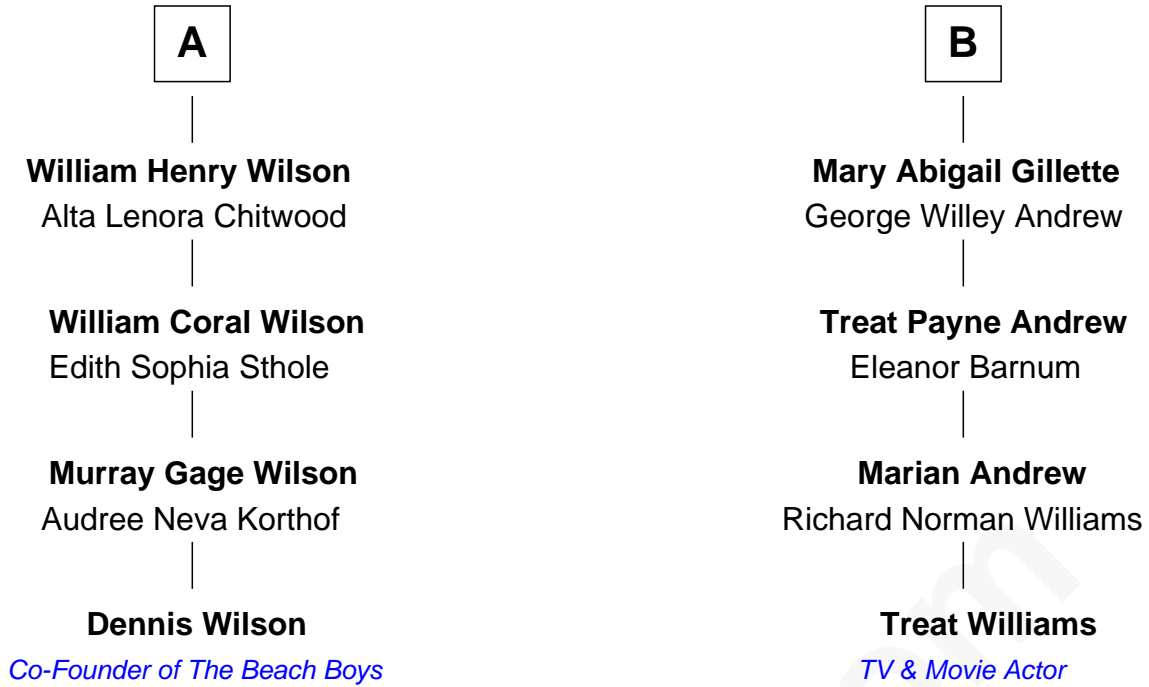 A
William Henry Wilson
Alta Lenora Chitwood
William Coral Wilson
Edith Sophia Sthole
Murray Gage Wilson
Audree Neva Korthof
Dennis Wilson
Co-Founder of The Beach Boys
B
Mary Abigail Gillette
George Willey Andrew
Treat Payne Andrew
Eleanor Barnum
Marian Andrew
Richard Norman Williams
Treat Williams
TV & Movie Actor